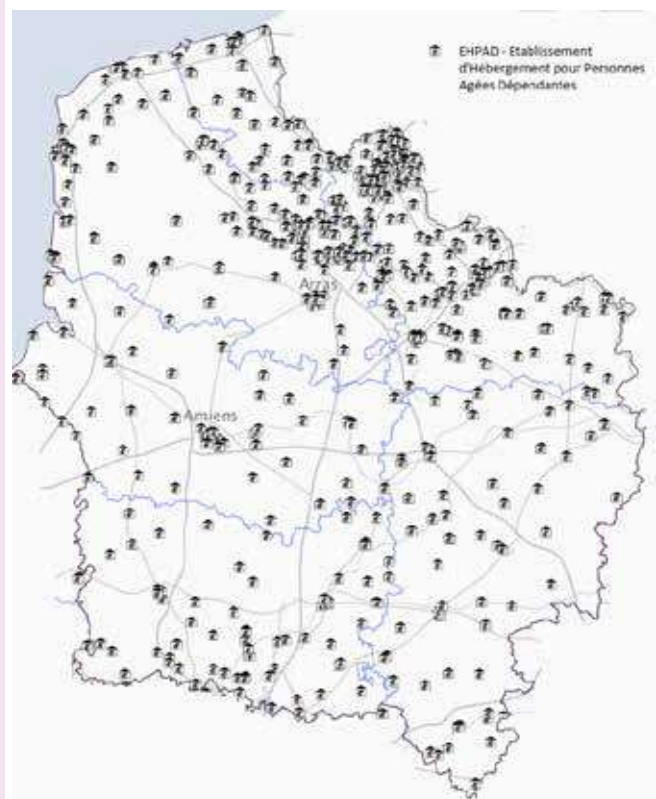 EHPAD - Etablissement
d'Hébergement pour Personnes
Agées Dépendantes
Arras
Amiens